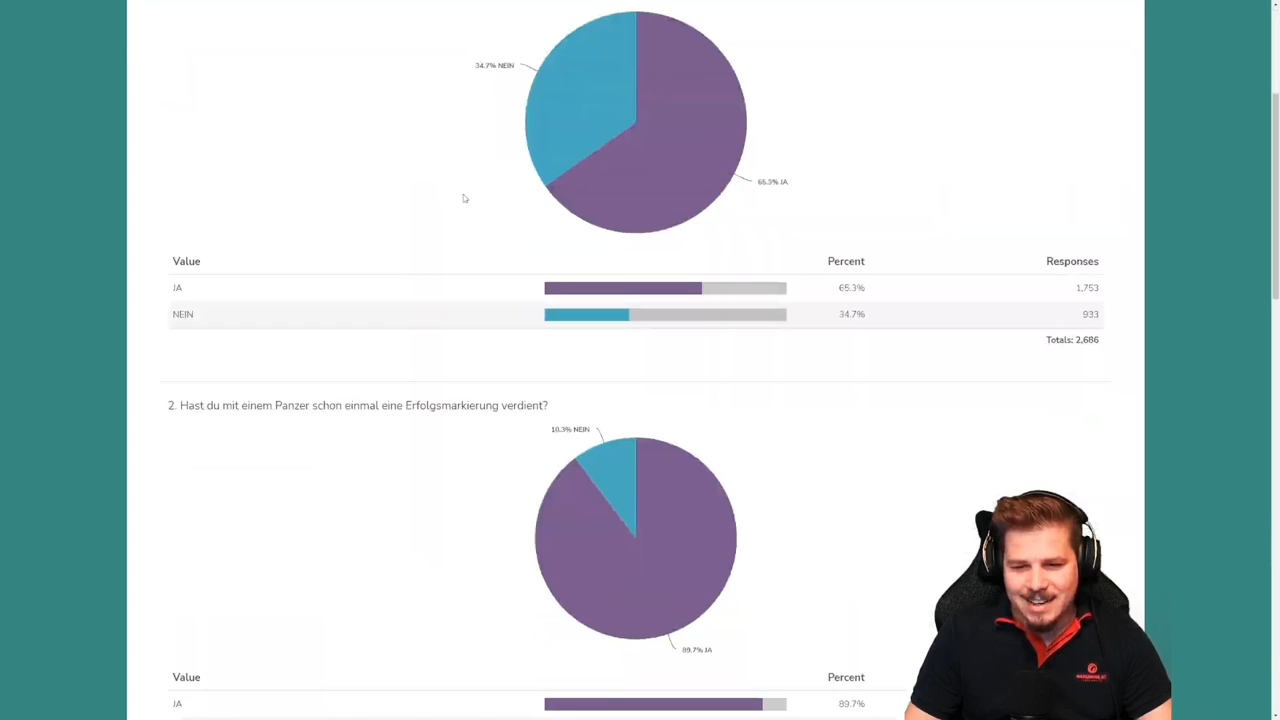 34.7% NEIN
65.3% JA
Value Percent Responses
JA 65.3% 1,753
NEIN 34.7% 933
Totals: 2,686
2. Hast du mit einem Panzer schon einmal eine Erfolgsmarkierung verdient?
10.3% NEIN
89.7% JA
Value Percent
JA 89.7%